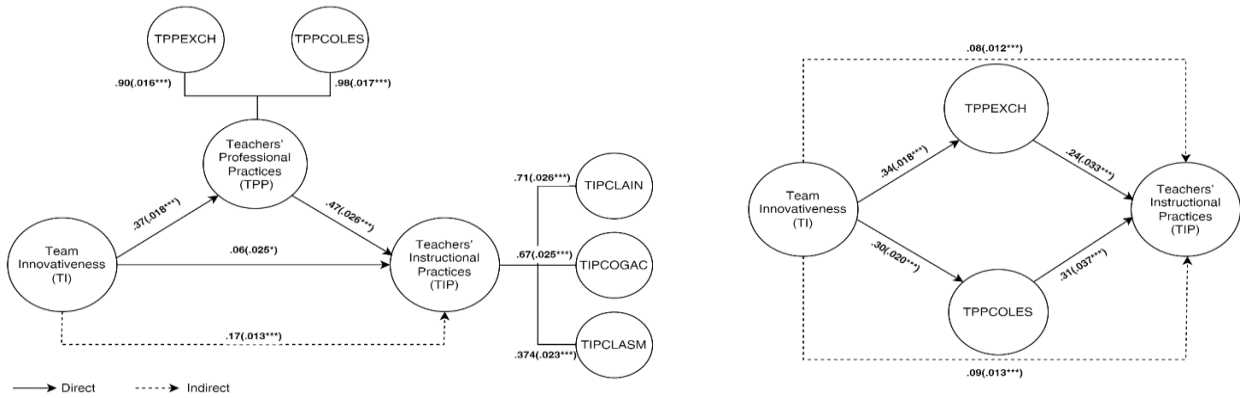 TPPEXCH
TPPCOLES
.90(.016***)
.98(.017***)
Teachers'
Professional
Practices
(TPP)
.37(.018***)
.47(.026***)
Team
Innovativeness
(TI)
.06(.025*)
Teachers'
Instructional
Practices
(TIP)
.17(.013***)
.71(.026***)
TIPCLAIN
.67(.025***)
TIPCOGAC
.374(.023***)
TIPCLASM
Direct
Indirect
.08(.012***)
TPPEXCH
.34(.018***)
.24(.033***)
Team
Innovativeness
(TI)
Teachers'
Instructional
Practices
(TIP)
.30(.020***)
.31(.037***)
TPPCOLES
.09(.013***)